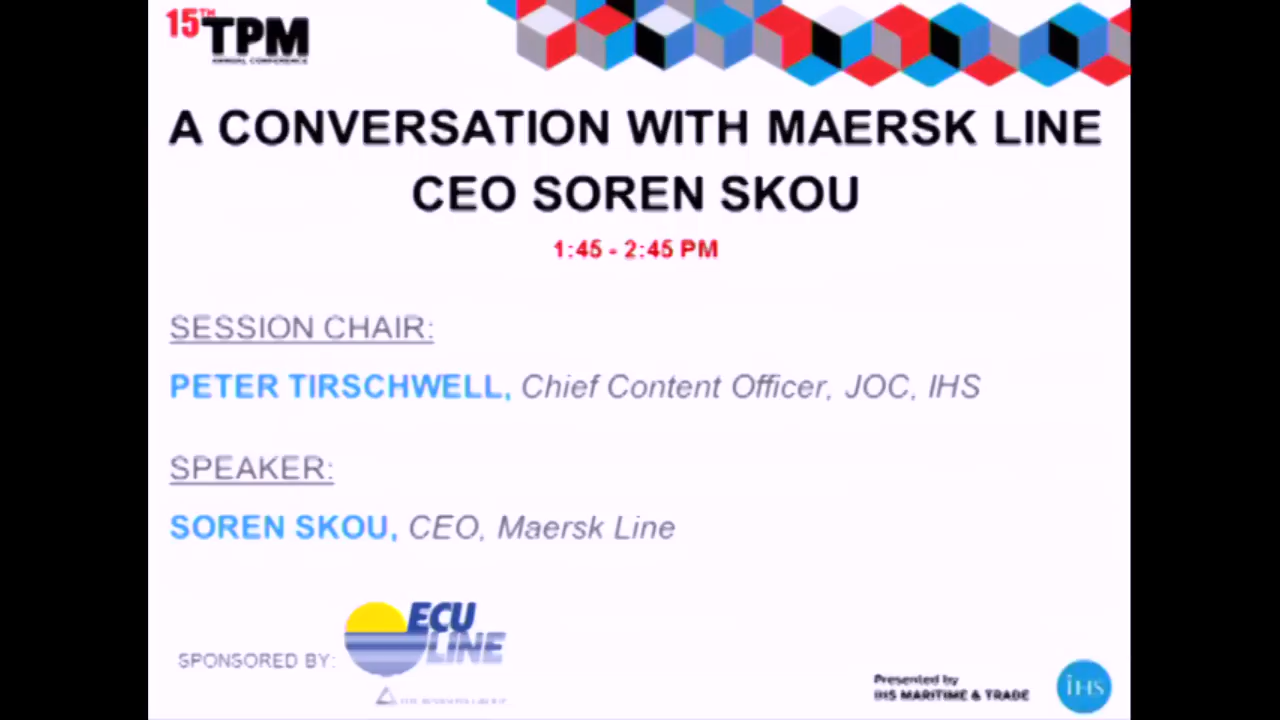 15TH TPM
ANNUAL CONFERENCE
A CONVERSATION WITH MAERSK LINE
CEO SOREN SKOU
1:45 - 2:45 PM
SESSION CHAIR:
PETER TIRSCHWELL, Chief Content Officer, JOC, IHS
SPEAKER:
SOREN SKOU, CEO, Maersk Line
SPONSORED BY:
ECU
LINE
Presented by
IHS MARITIME & TRADE
IHS